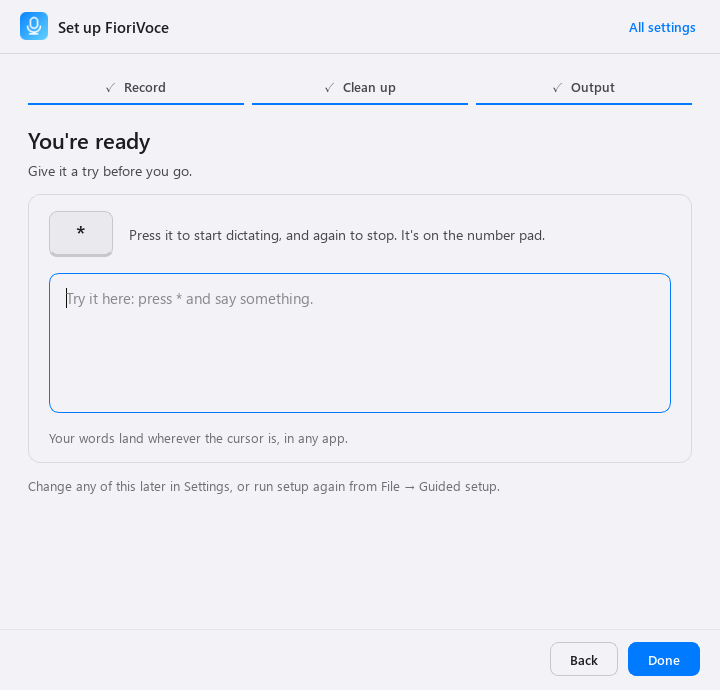 Set up FioriVoce
All settings
✓ Record
✓ Clean up
✓ Output
You're ready
Give it a try before you go.
*
Press it to start dictating, and again to stop. It's on the number pad.
Try it here: press * and say something.
Your words land wherever the cursor is, in any app.
Change any of this later in Settings, or run setup again from File → Guided setup.
Back
Done